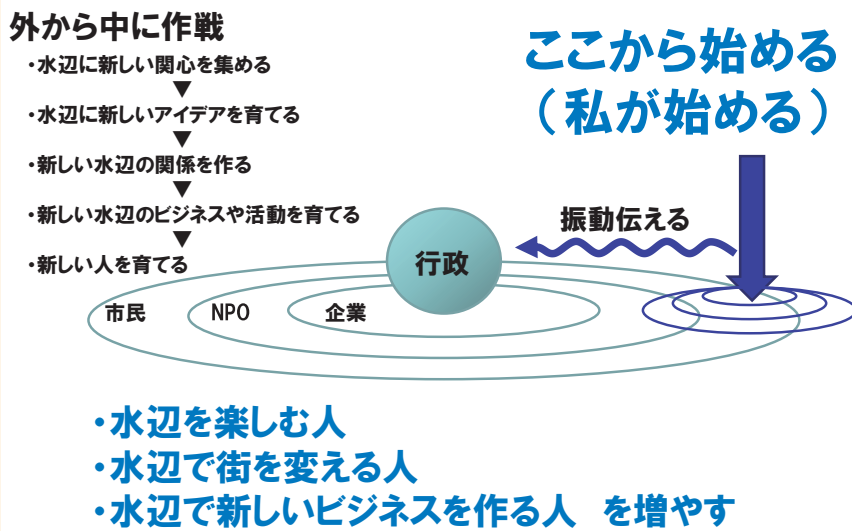 外から中に作戦
・水辺に新しい関心を集める
▼
・水辺に新しいアイデアを育てる
▼
・新しい水辺の関係を作る
▼
・新しい水辺のビジネスや活動を育てる
▼
・新しい人を育てる
ここから始める
（私が始める）
振動伝える
行政
市民
NPO
企業
・水辺を楽しむ人
・水辺で街を変える人
・水辺で新しいビジネスを作る人 を増やす